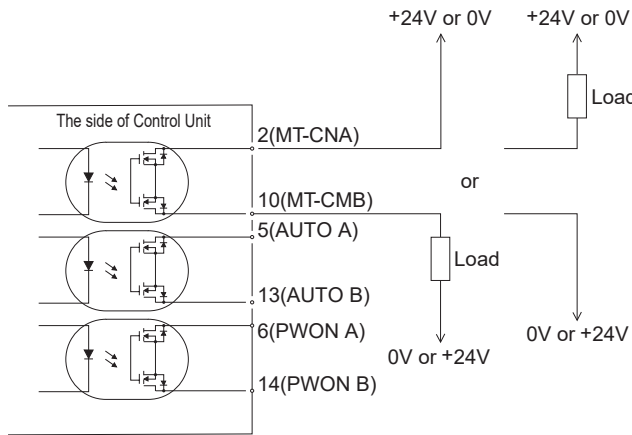 +24V or 0V
+24V or 0V
Load
The side of Control Unit
2(MT-CNA)
or
10(MT-CMB)
5(AUTO A)
Load
13(AUTO B)
6(PWON A)
0V or +24V
0V or +24V
14(PWON B)